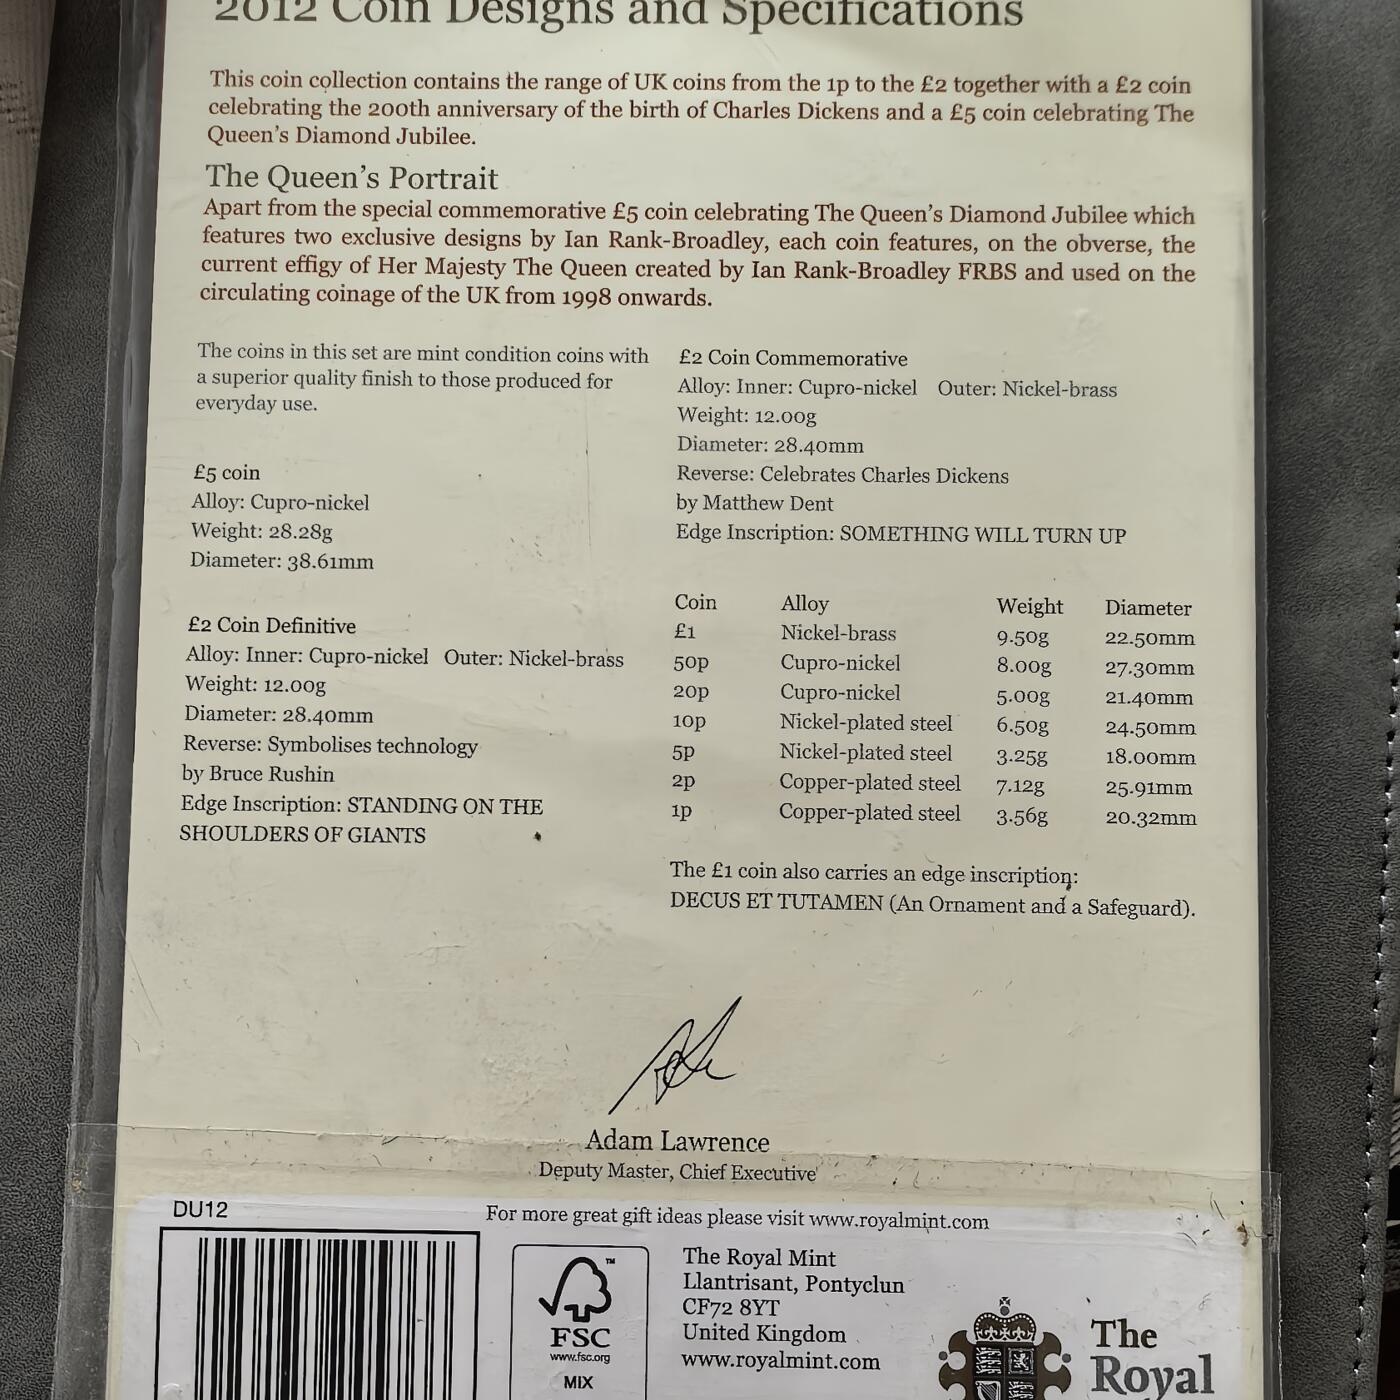 2012 Coin Designs and Specifications
This coin collection contains the range of UK coins from the 1p to the £2 together with a £2 coin
celebrating the 200th anniversary of the birth of Charles Dickens and a £5 coin celebrating The
Queen's Diamond Jubilee.
The Queen's Portrait
Apart from the special commemorative £5 coin celebrating The Queen's Diamond Jubilee which
features two exclusive designs by Ian Rank-Broadley, each coin features, on the obverse, the
current effigy of Her Majesty The Queen created by Ian Rank-Broadley FRBS and used on the
circulating coinage of the UK from 1998 onwards.
The coins in this set are mint condition coins with
a superior quality finish to those produced for
everyday use.
£5 coin
Alloy: Cupro-nickel
Weight: 28.28g
Diameter: 38.61mm
£2 Coin Definitive
Alloy: Inner: Cupro-nickel Outer: Nickel-brass
Weight: 12.00g
Diameter: 28.40mm
Reverse: Symbolises technology
by Bruce Rushin
Edge Inscription: STANDING ON THE
SHOULDERS OF GIANTS
£2 Coin Commemorative
Alloy: Inner: Cupro-nickel Outer: Nickel-brass
Weight: 12.00g
Diameter: 28.40mm
Reverse: Celebrates Charles Dickens
by Matthew Dent
Edge Inscription: SOMETHING WILL TURN UP
Coin Alloy Weight Diameter
£1 Nickel-brass 9.50g 22.50mm
50p Cupro-nickel 8.00g 27.30mm
20p Cupro-nickel 5.00g 21.40mm
10p Nickel-plated steel 6.50g 24.50mm
5p Nickel-plated steel 3.25g 18.00mm
2p Copper-plated steel 7.12g 25.91mm
1p Copper-plated steel 3.56g 20.32mm
The £1 coin also carries an edge inscription:
DECUS ET TUTAMEN (An Ornament and a Safeguard).
Adam Lawrence
Deputy Master, Chief Executive
DU12
For more great gift ideas please visit www.royalmint.com
FSC
www.fsc.org
MIX
The Royal Mint
Llantrisant, Pontyclun
CF72 8YT
United Kingdom
www.royalmint.com
The
Royal